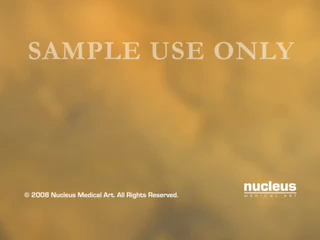 SAMPLE USE ONLY
nucleus
MEDICAL ART
© 2008 Nucleus Medical Art. All Rights Reserved.